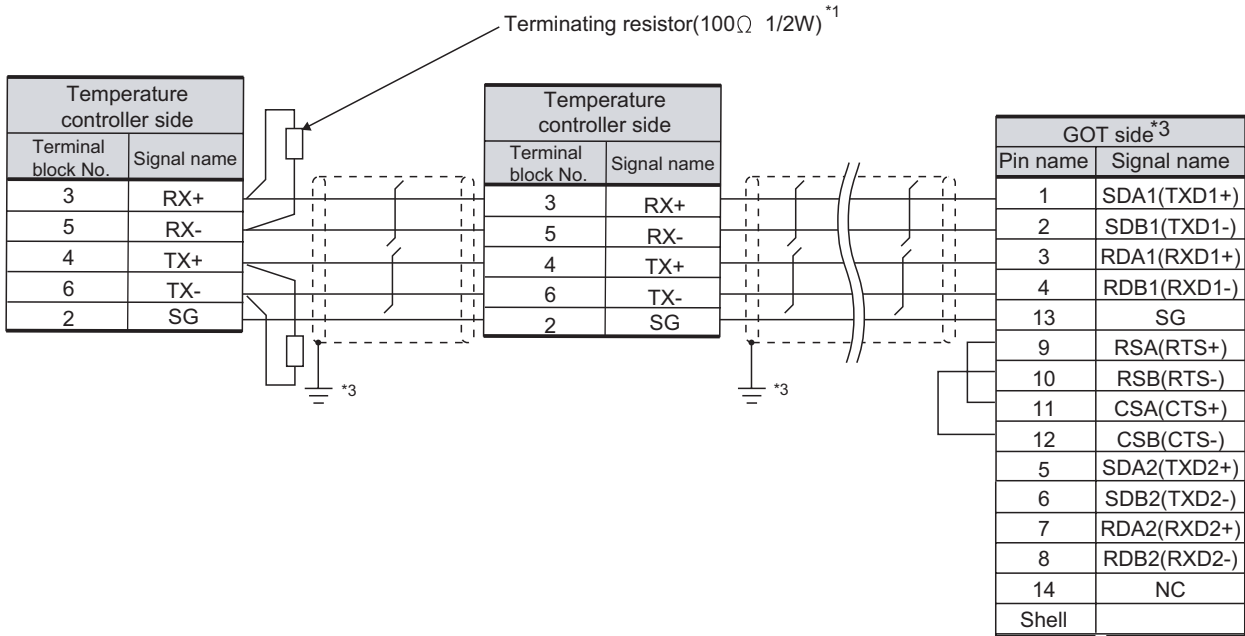 Terminating resistor(100Ω 1/2W) *1
Temperature
controller side
Terminal
block No.
Signal name
3 RX+
5 RX-
4 TX+
6 TX-
2 SG
*3
Temperature
controller side
Terminal
block No.
Signal name
3 RX+
5 RX-
4 TX+
6 TX-
2 SG
*3
GOT side*3
Pin name Signal name
1 SDA1(TXD1+)
2 SDB1(TXD1-)
3 RDA1(RXD1+)
4 RDB1(RXD1-)
13 SG
9 RSA(RTS+)
10 RSB(RTS-)
11 CSA(CTS+)
12 CSB(CTS-)
5 SDA2(TXD2+)
6 SDB2(TXD2-)
7 RDA2(RXD2+)
8 RDB2(RXD2-)
14 NC
Shell